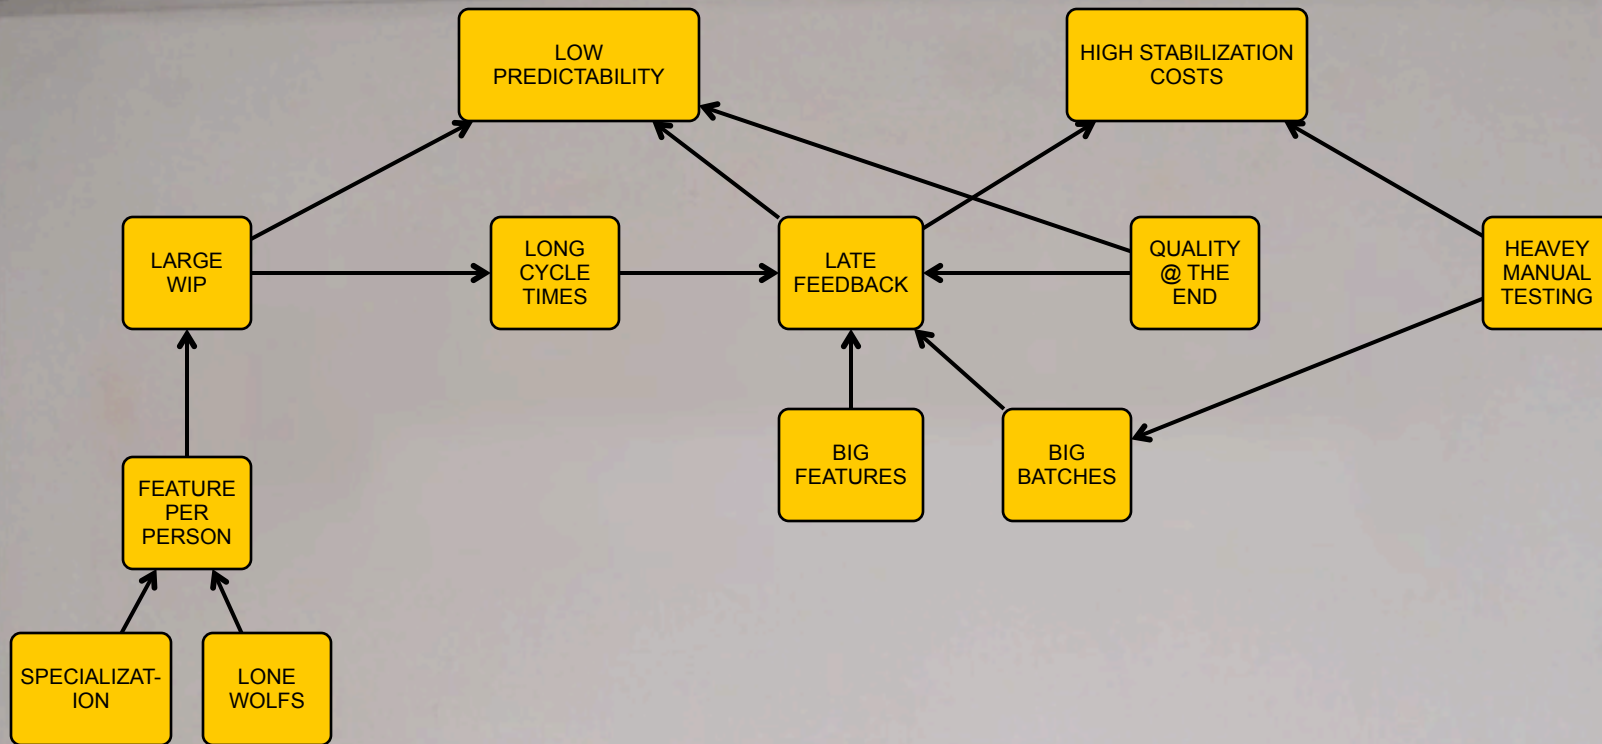 LOW
PREDICTABILITY
HIGH STABILIZATION
COSTS
LARGE
WIP
LONG
CYCLE
TIMES
LATE
FEEDBACK
QUALITY
@ THE
END
HEAVEY
MANUAL
TESTING
BIG
FEATURES
BIG
BATCHES
FEATURE
PER
PERSON
SPECIALIZAT-
ION
LONE
WOLFS